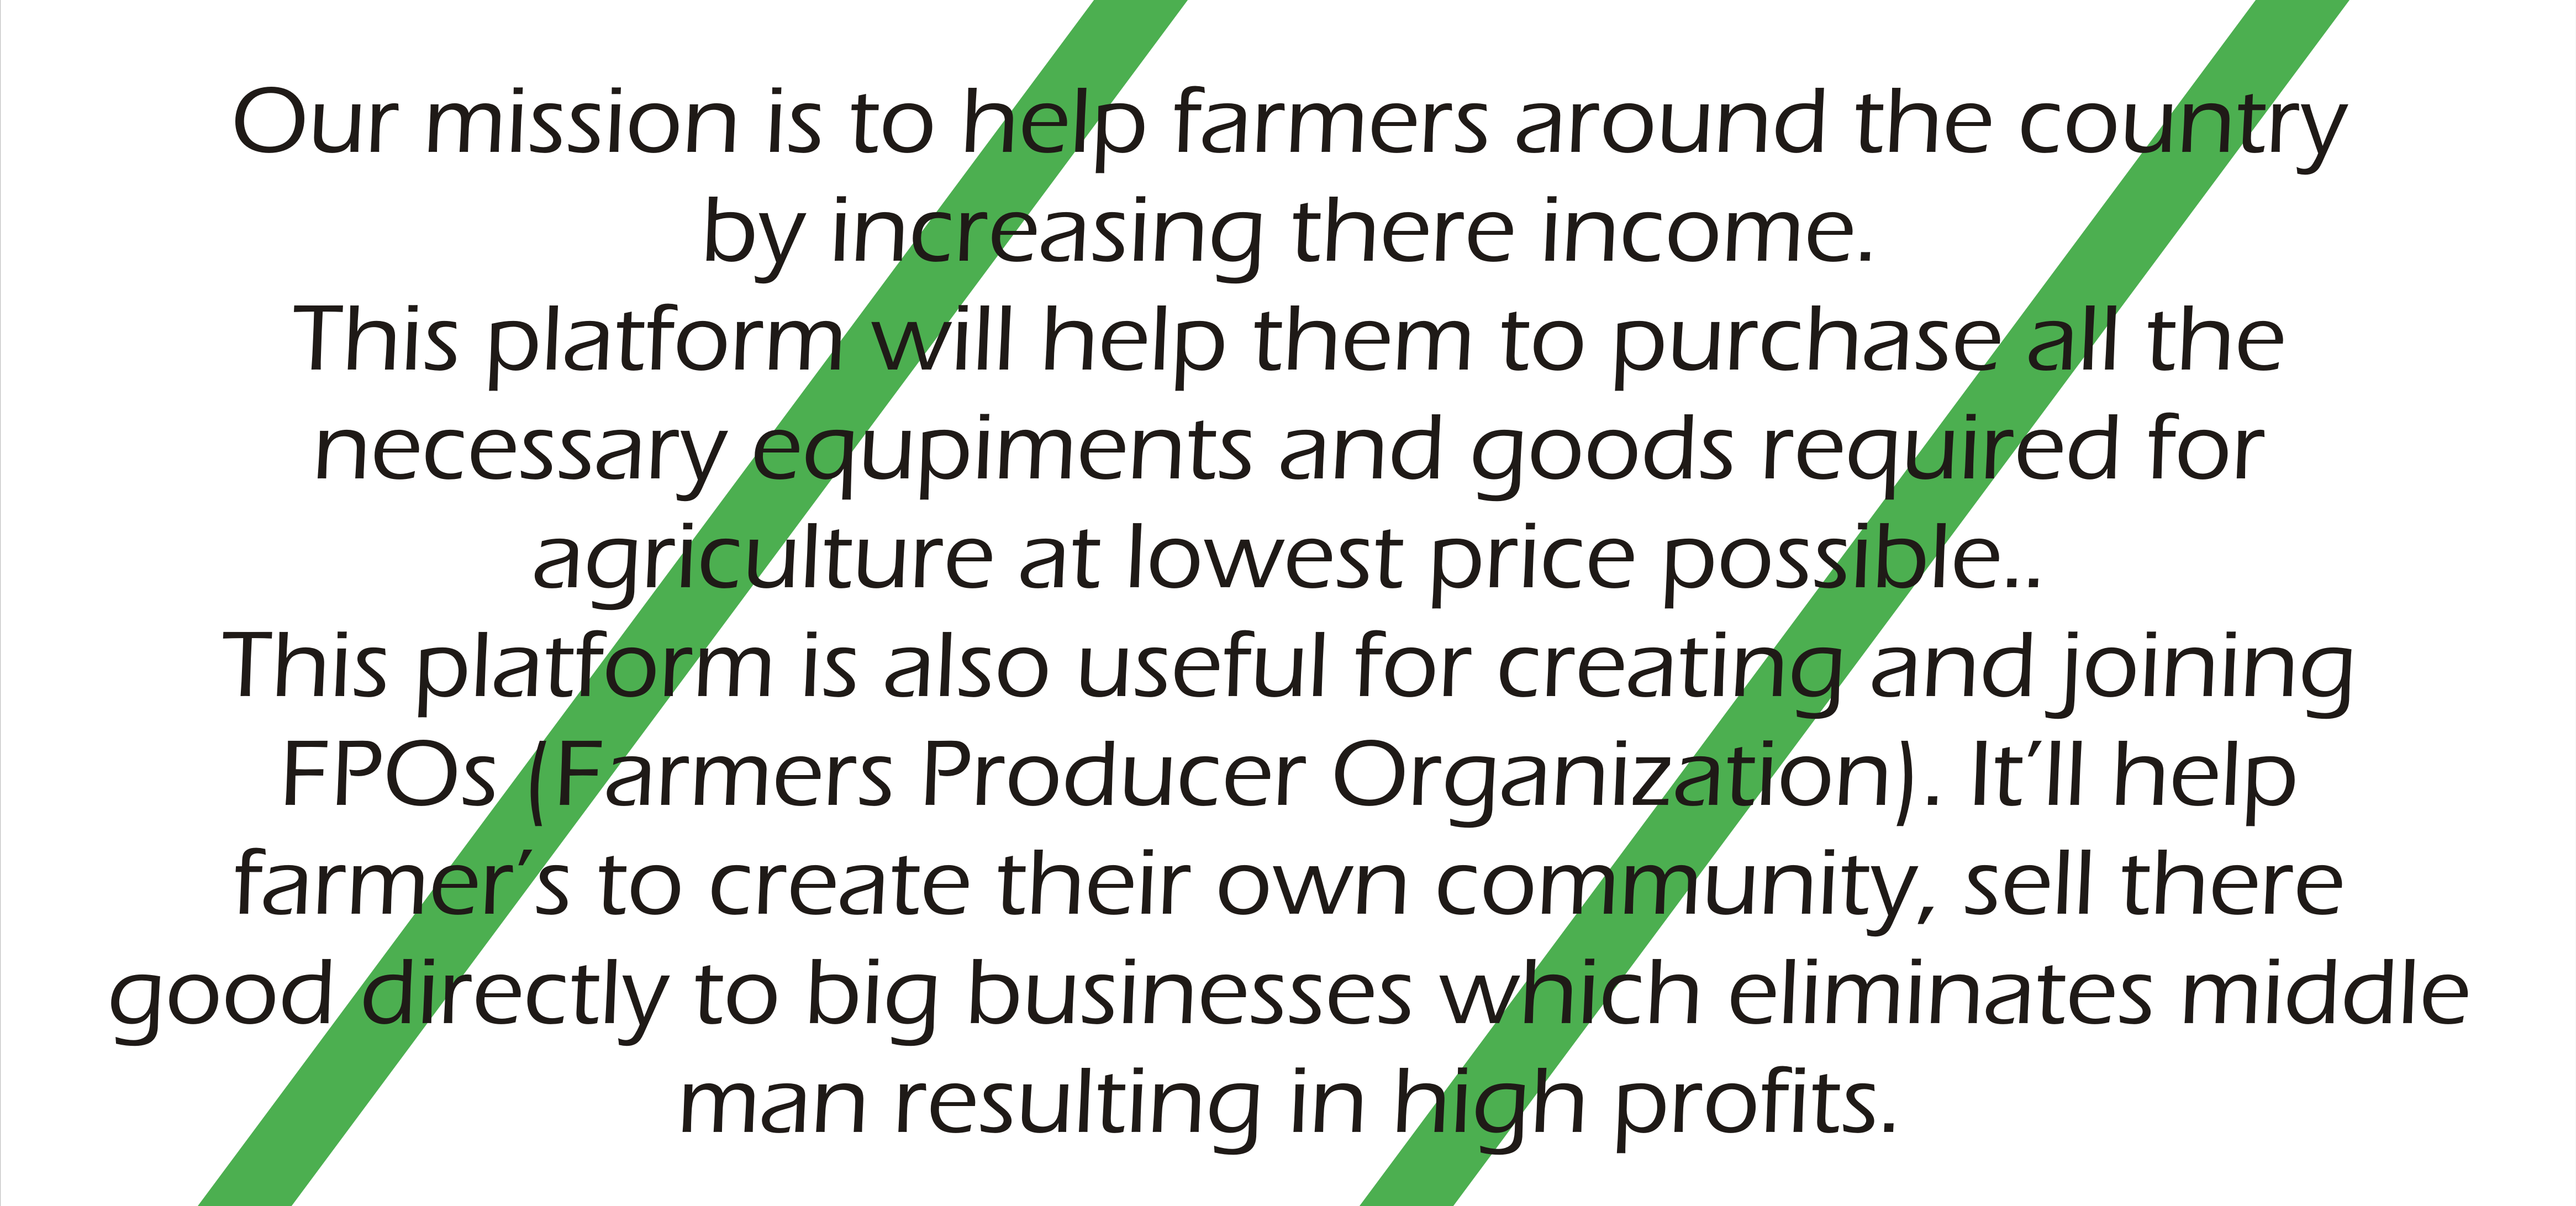 Our mission is to help farmers around the country
by increasing there income.
This platform will help them to purchase all the
necessary equpiments and goods required for
agriculture at lowest price possible..
This platform is also useful for creating and joining
FPOs (Farmers Producer Organization). It’ll help
farmer’s to create their own community, sell there
good directly to big businesses which eliminates middle
man resulting in high profits.